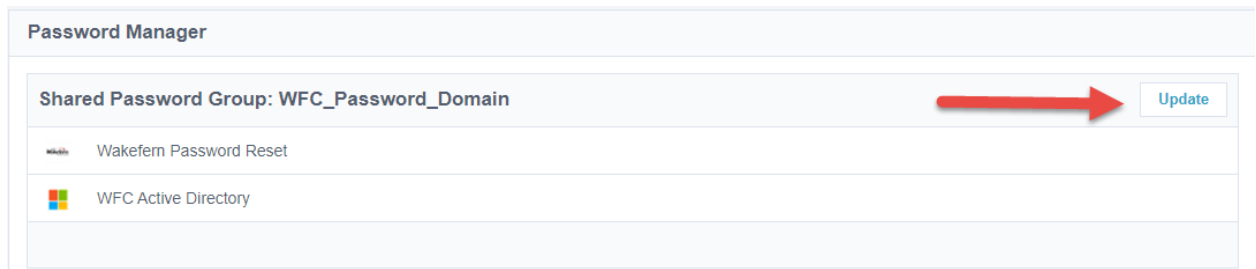 Password Manager
Shared Password Group: WFC_Password_Domain
Update
Wakefern Password Reset
WFC Active Directory